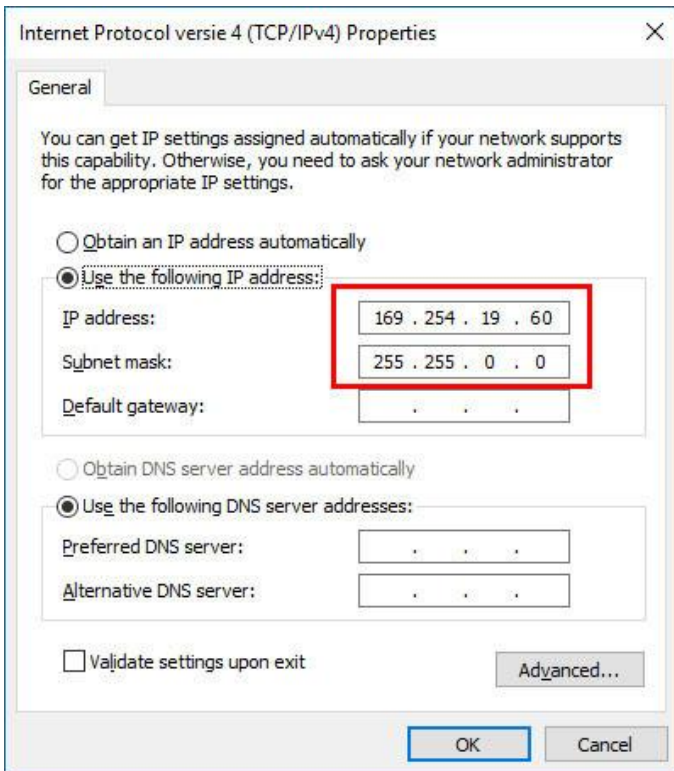 Internet Protocol versie 4 (TCP/IPv4) Properties
General
You can get IP settings assigned automatically if your network supports
this capability. Otherwise, you need to ask your network administrator
for the appropriate IP settings.
Obtain an IP address automatically
Use the following IP address:
IP address: 169 . 254 . 19 . 60
Subnet mask: 255 . 255 . 0 . 0
Default gateway: . . .
Obtain DNS server address automatically
Use the following DNS server addresses:
Preferred DNS server: . . .
Alternative DNS server: . . .
Validate settings upon exit
Advanced...
OK Cancel